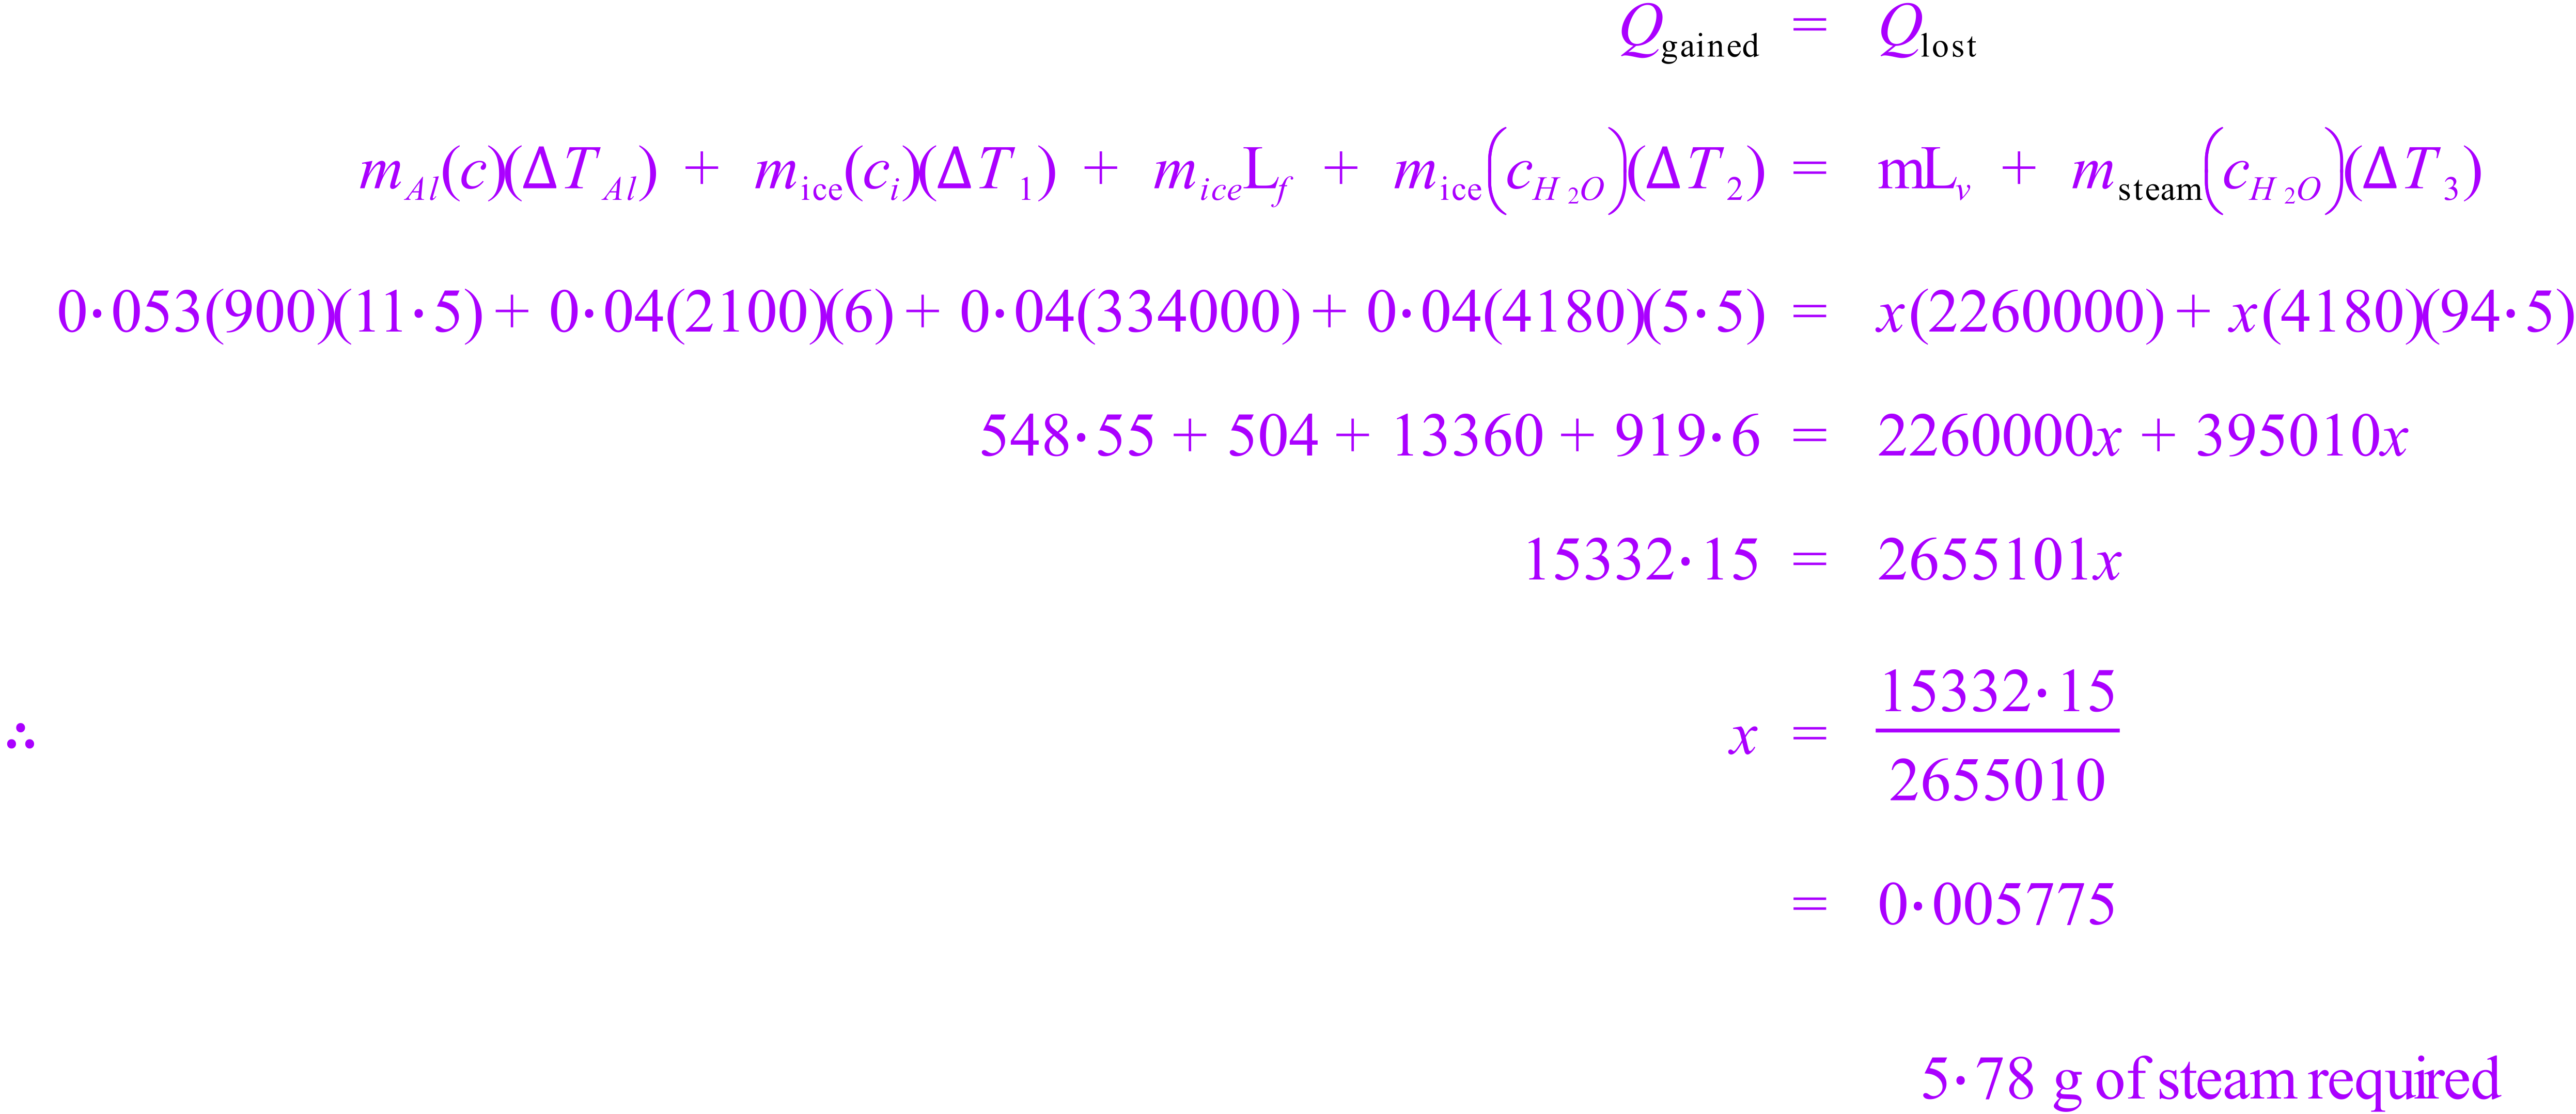 Q_gained = Q_lost
m_Al(c)(ΔT_Al) + m_ice(c_i)(ΔT_1) + m_ice L_f + m_ice(c_H₂O)(ΔT_2) = mL_v + m_steam(c_H₂O)(ΔT_3)
0·053(900)(11·5) + 0·04(2100)(6) + 0·04(334000) + 0·04(4180)(5·5) = x(2260000) + x(4180)(94·5)
548·55 + 504 + 13360 + 919·6 = 2260000x + 395010x
15332·15 = 2655101x
∴ x = 15332·15 / 2655010
= 0·005775
5·78 g of steam required